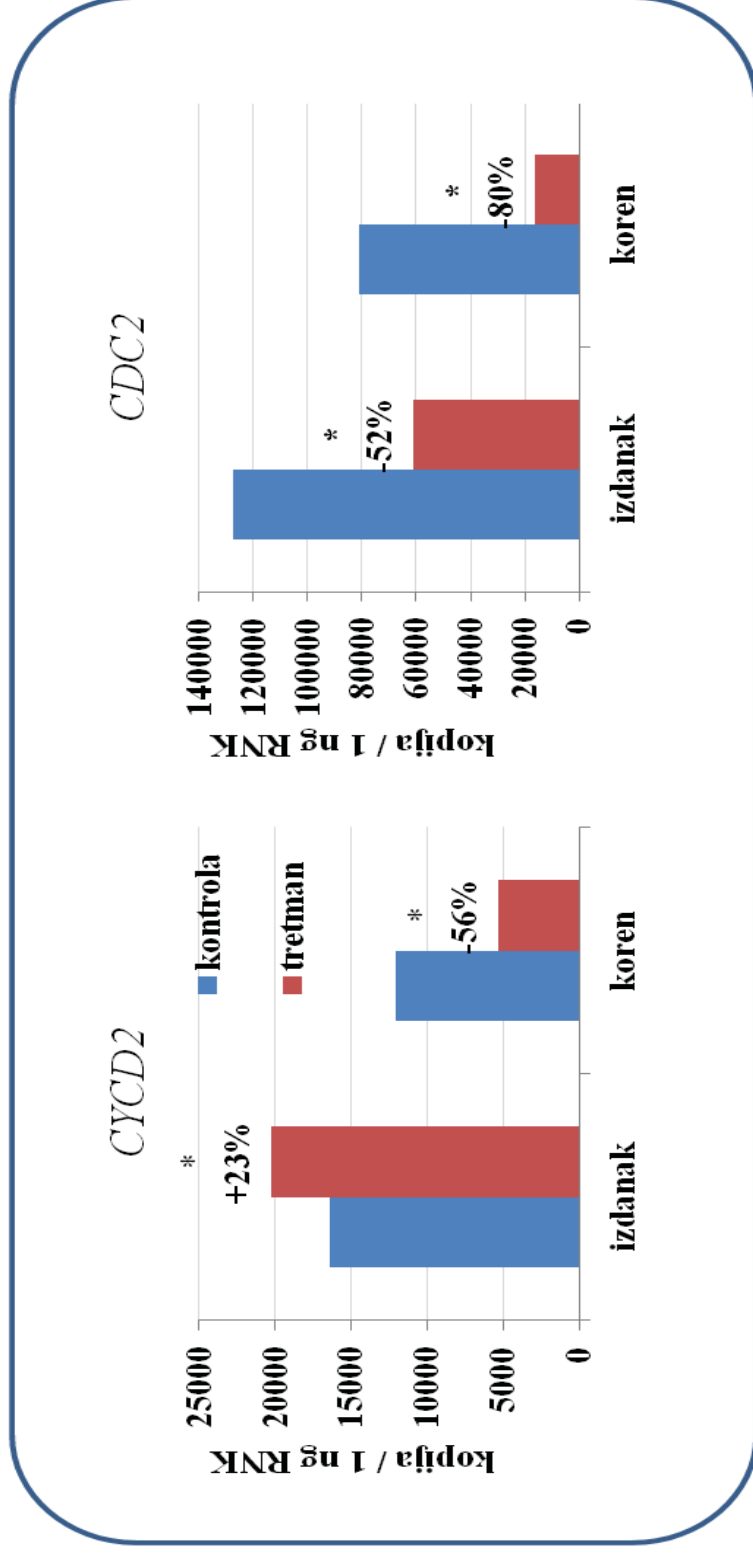 CYCD2
kopija / 1 ng RNK
25000
20000
15000
10000
5000
0
kontrola
tretman
*
+23%
*
-56%
izdanak
koren
CDC2
kopija / 1 ng RNK
140000
120000
100000
80000
60000
40000
20000
0
*
-52%
*
-80%
izdanak
koren